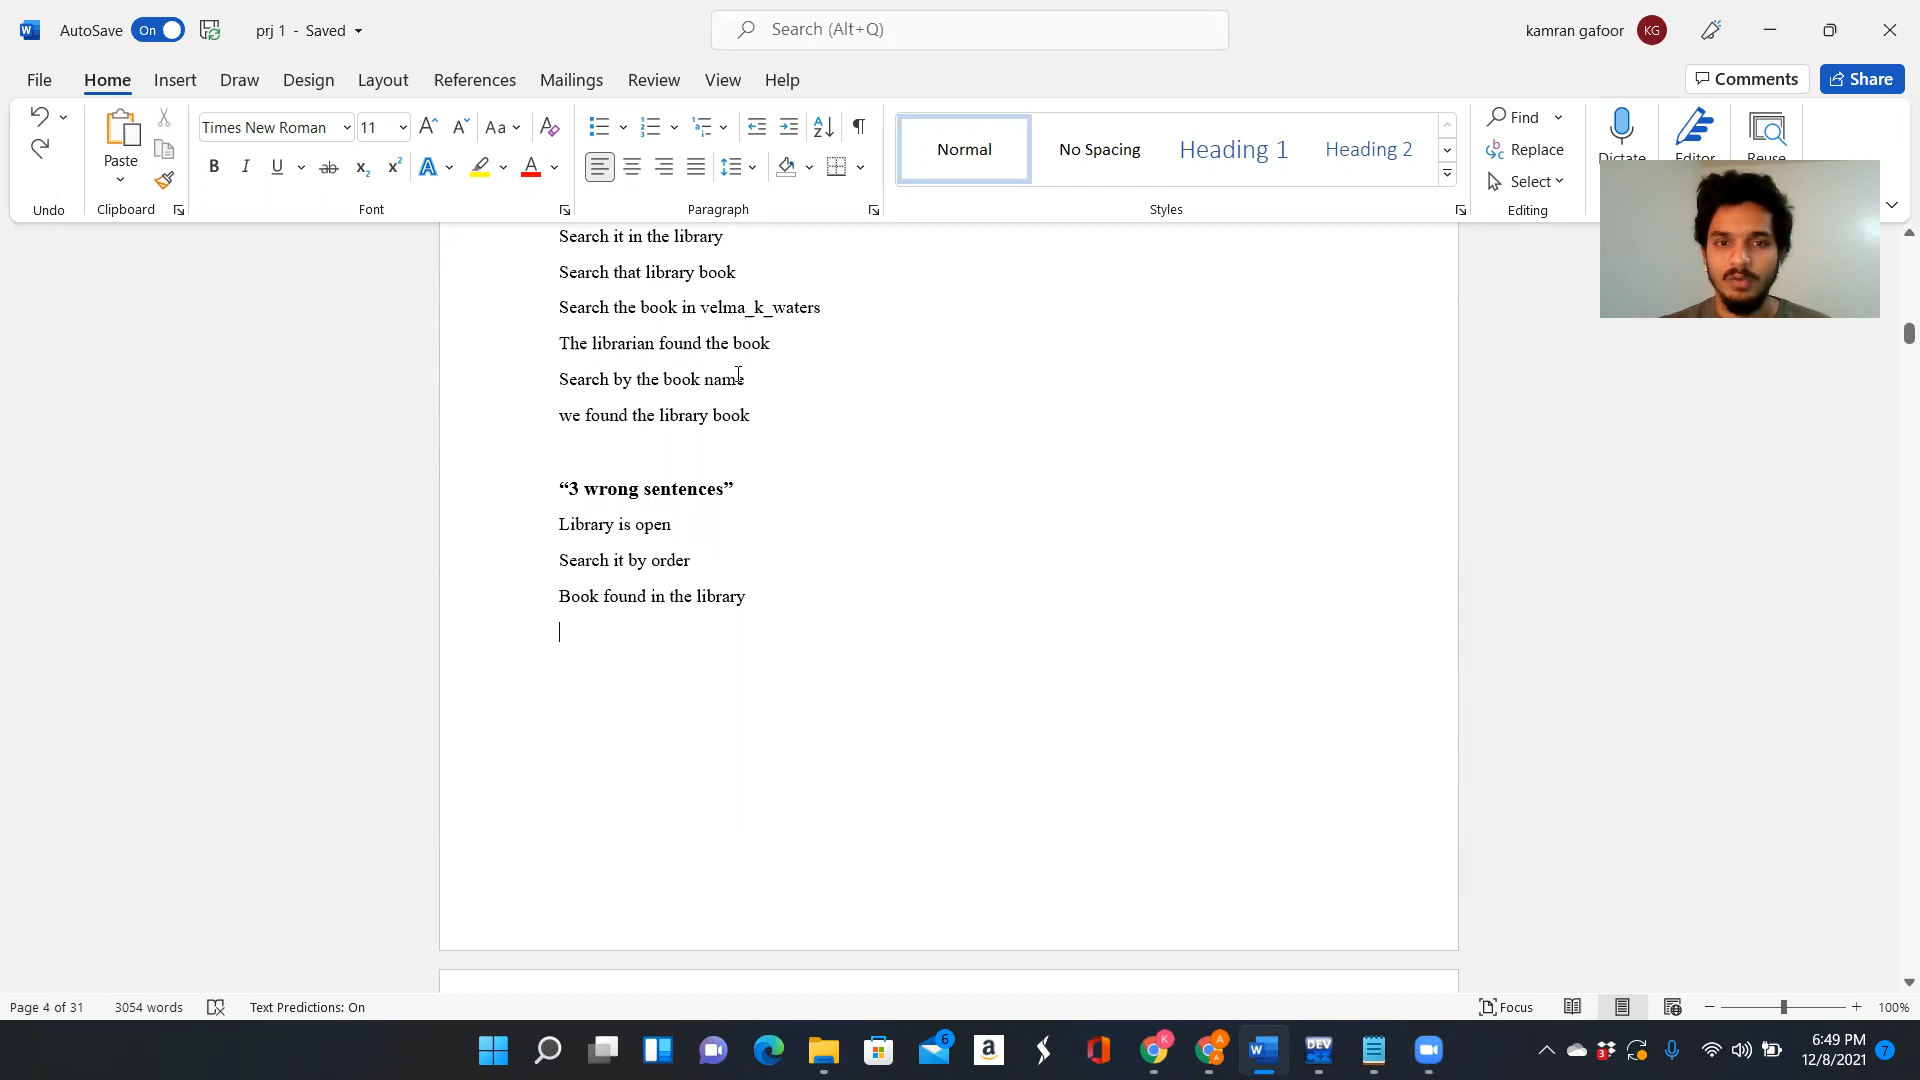 AutoSave On prj 1 - Saved Search (Alt+Q) kamran gafoor KG
File Home Insert Draw Design Layout References Mailings Review View Help Comments Share
Times New Roman 11 Aa
Paste
Normal No Spacing Heading 1 Heading 2
Find
Replace
Select
Dictate Editor Reuse
Undo Clipboard Font Paragraph Styles Editing
Search it in the library
Search that library book
Search the book in velma_k_waters
The librarian found the book
Search by the book name
we found the library book
“3 wrong sentences”
Library is open
Search it by order
Book found in the library
Page 4 of 31 3054 words Text Predictions: On Focus 100%
6:49 PM
12/8/2021